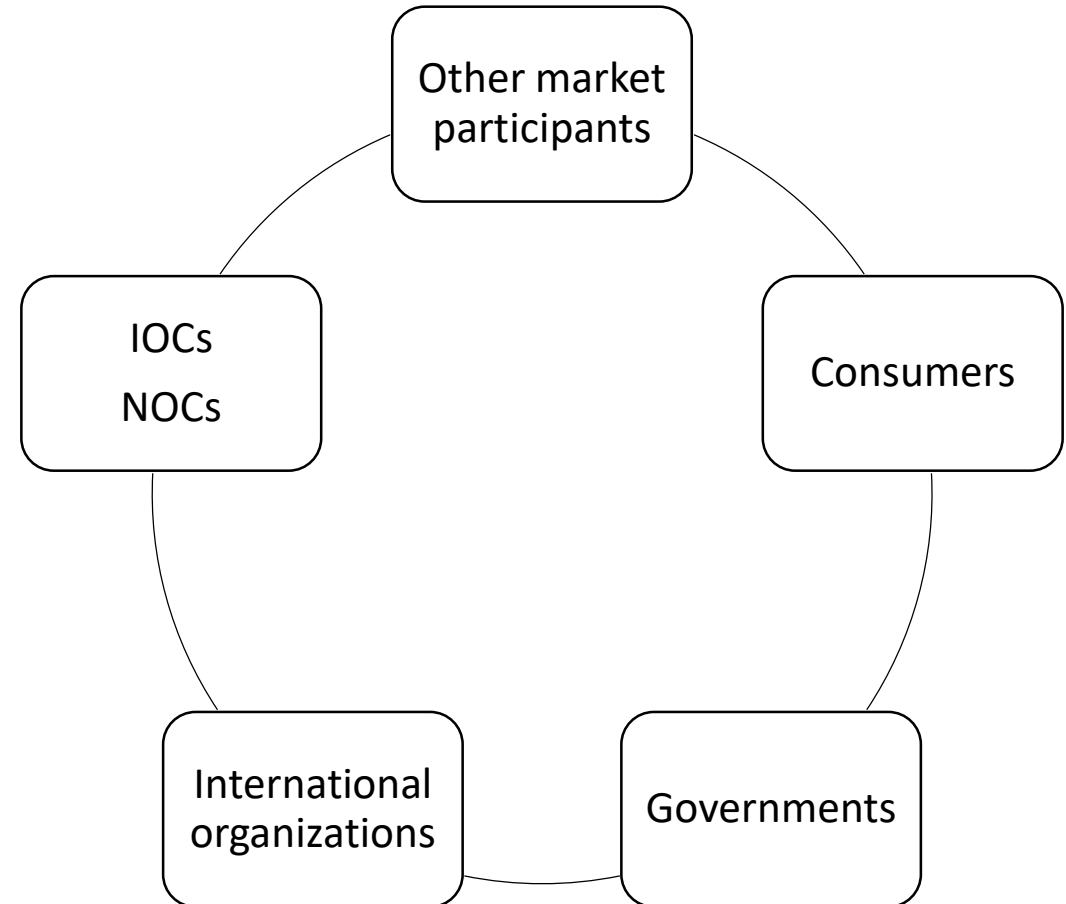 Other market
participants
IOCs
NOCs
Consumers
International
organizations
Governments